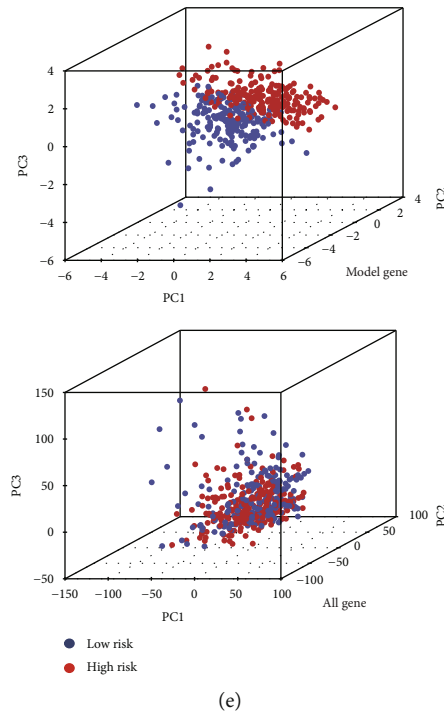 4
2
0
−2
−4
−6
PC3
−6 −4 −2 0 2 4 6
PC1
−6
−4
−2
0
2
4
PC2
Model gene
150
100
50
0
−50
PC3
−150 −100 −50 0 50 100
PC1
−100
−50
0
50
100
PC2
All gene
Low risk
High risk
(e)